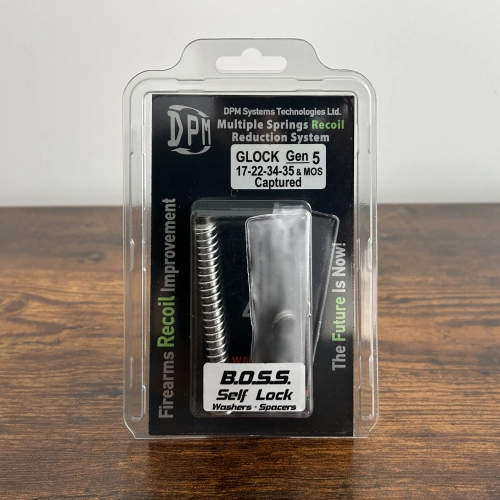 DPM
DPM Systems Technologies Ltd.
Multiple Springs Recoil
Reduction System
GLOCK Gen 5
17-22-34-35 & MOS
Captured
Firearms Recoil Improvement
The Future Is Now!
B.O.S.S.
Self Lock
Washers - Spacers